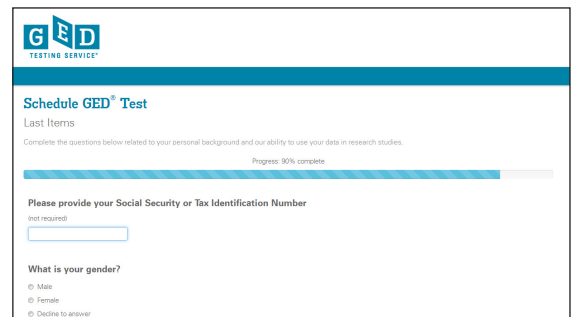 GED
TESTING SERVICE®
Schedule GED® Test
Last Items
Complete the questions below related to your personal background and our ability to use your data in research studies.
Progress: 90% complete
Please provide your Social Security or Tax Identification Number
(not required)
What is your gender?
Male
Female
Decline to answer